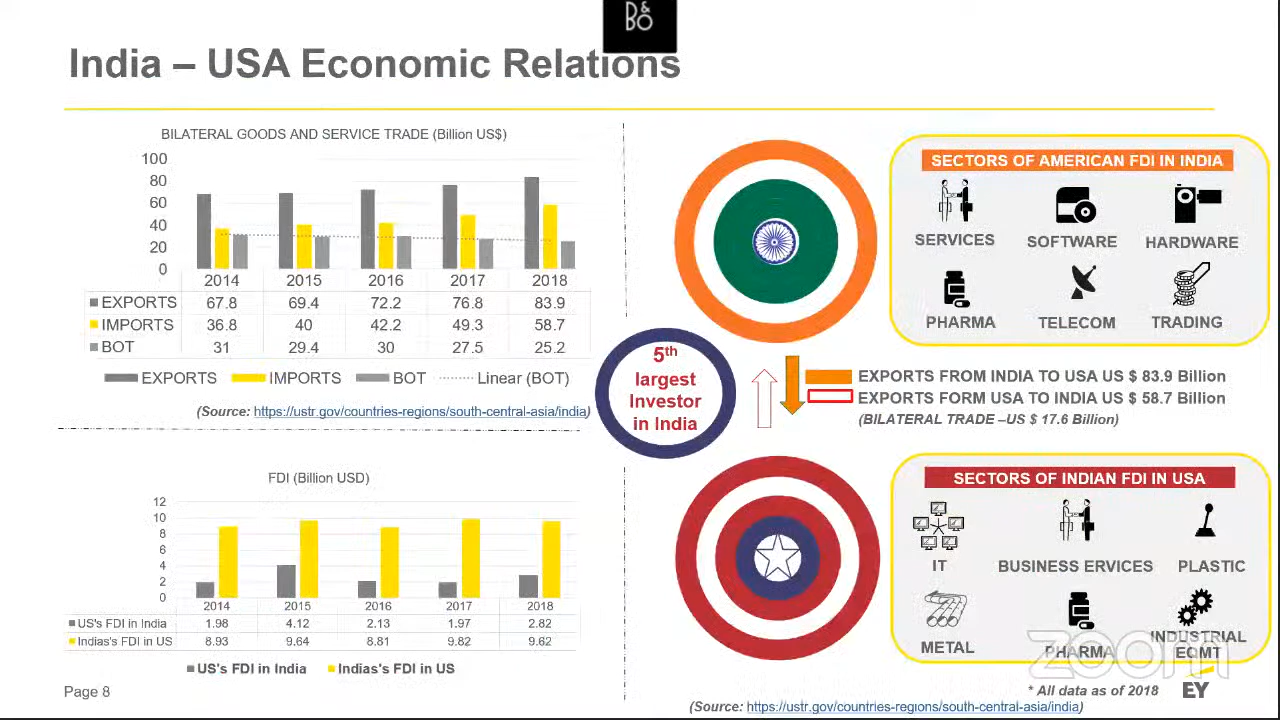 D&
BO
India – USA Economic Relations
BILATERAL GOODS AND SERVICE TRADE (Billion US$)
100
80
60
40
20
0
2014 2015 2016 2017 2018
EXPORTS 67.8 69.4 72.2 76.8 83.9
IMPORTS 36.8 40 42.2 49.3 58.7
BOT 31 29.4 30 27.5 25.2
EXPORTS IMPORTS BOT Linear (BOT)
(Source: https://ustr.gov/countries-regions/south-central-asia/india)
FDI (Billion USD)
12
10
8
6
4
2
0
2014 2015 2016 2017 2018
US's FDI in India 1.98 4.12 2.13 1.97 2.82
Indias's FDI in US 8.93 9.64 8.81 9.82 9.62
US's FDI in India Indias's FDI in US
Page 8
5th
largest
Investor
in India
SECTORS OF AMERICAN FDI IN INDIA
SERVICES SOFTWARE HARDWARE
PHARMA TELECOM TRADING
EXPORTS FROM INDIA TO USA US $ 83.9 Billion
EXPORTS FORM USA TO INDIA US $ 58.7 Billion
(BILATERAL TRADE –US $ 17.6 Billion)
SECTORS OF INDIAN FDI IN USA
IT BUSINESS ERVICES PLASTIC
METAL PHARMA INDUSTRIAL
EQMT
zoom
* All data as of 2018
EY
(Source: https://ustr.gov/countries-regions/south-central-asia/india)